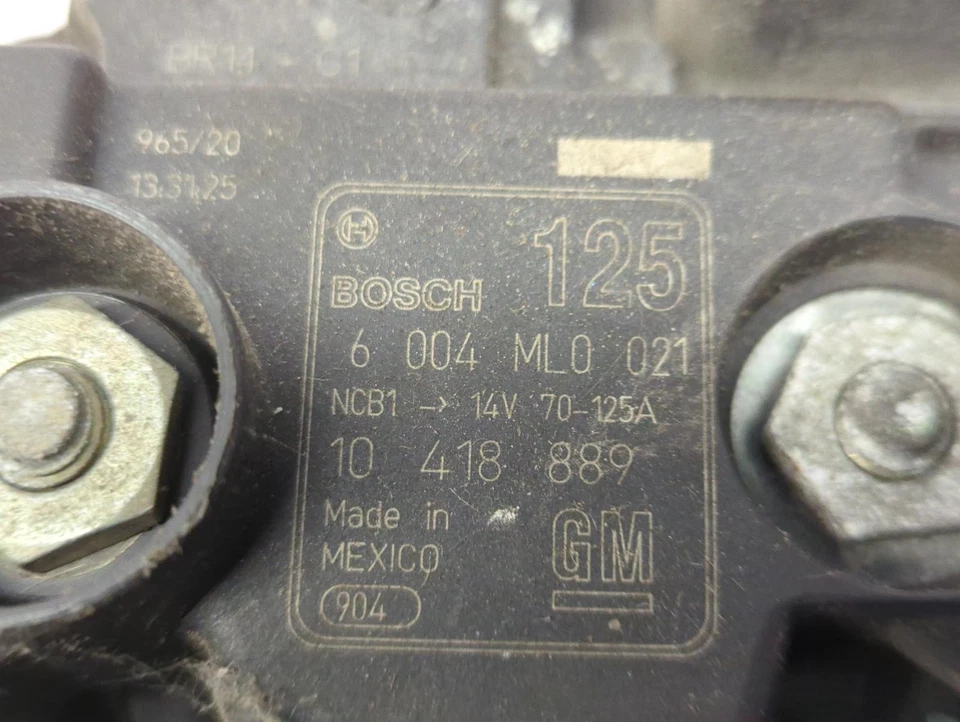 965/20
13.31.25
125
BOSCH
6 004 ML0 021
NCB1 -> 14V 70-125A
10 418 889
Made in
MEXICO
GM
904